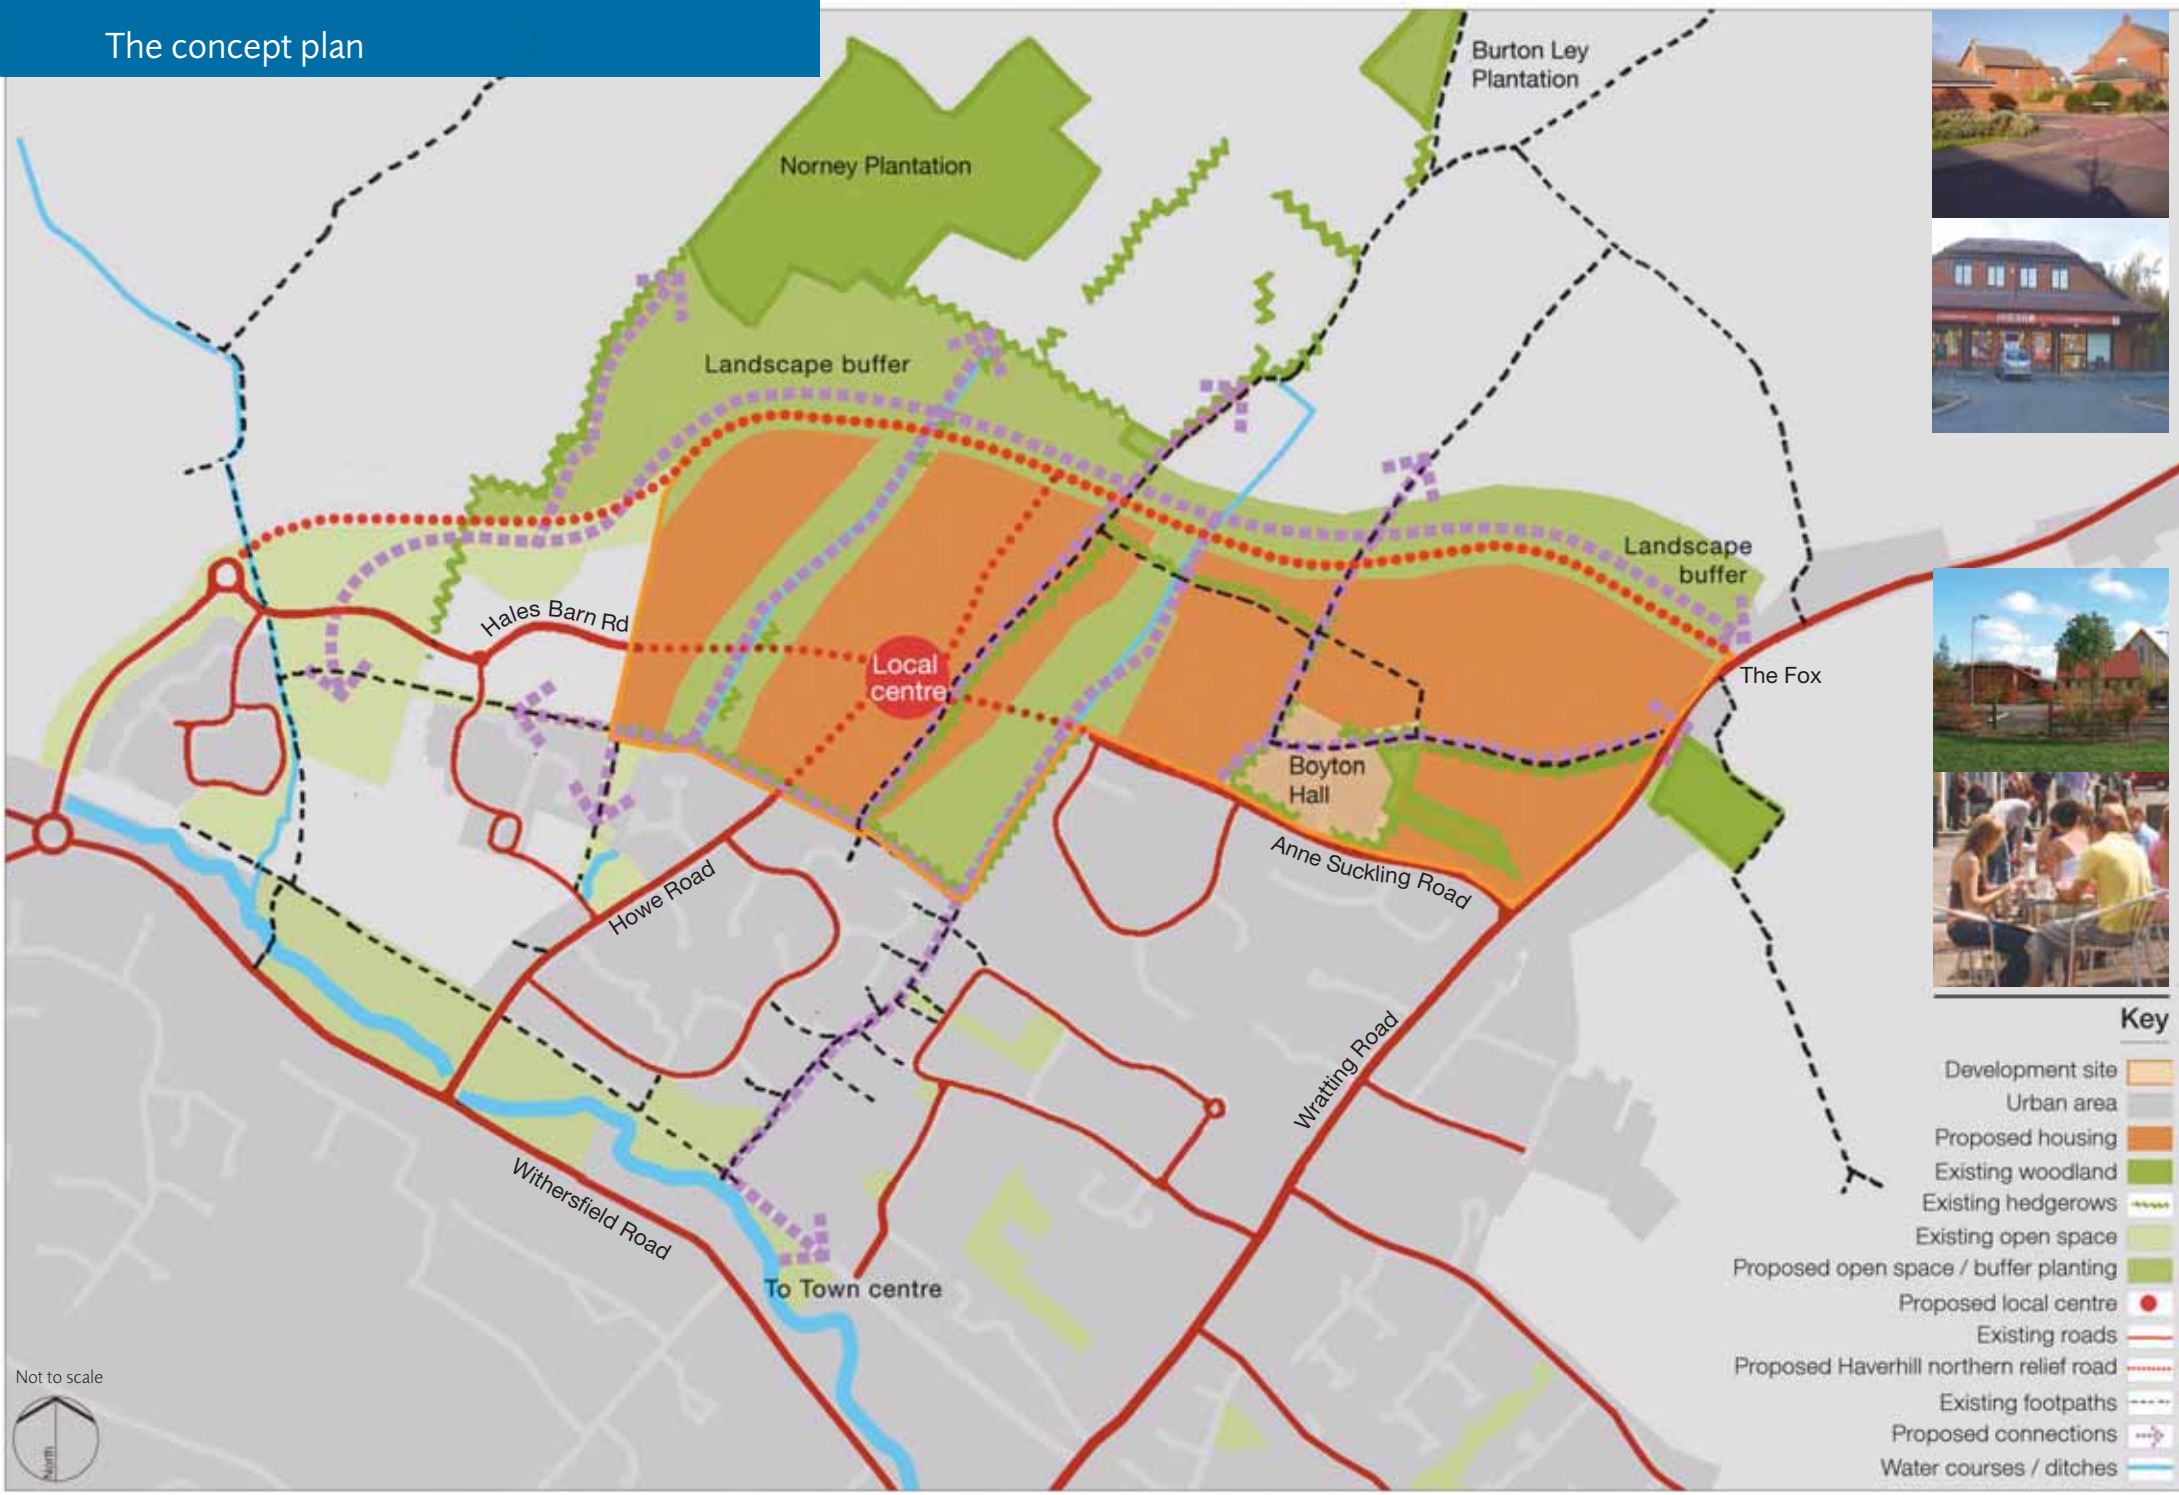 The concept plan
Burton Ley
Plantation
Norney Plantation
Landscape buffer
Landscape
buffer
Hales Barn Rd
Local
centre
The Fox
Boyton
Hall
Anne Suckling Road
Howe Road
Wratting Road
Withersfield Road
To Town centre
Not to scale
North
Key
Development site
Urban area
Proposed housing
Existing woodland
Existing hedgerows
Existing open space
Proposed open space / buffer planting
Proposed local centre
Existing roads
Proposed Haverhill northern relief road
Existing footpaths
Proposed connections
Water courses / ditches